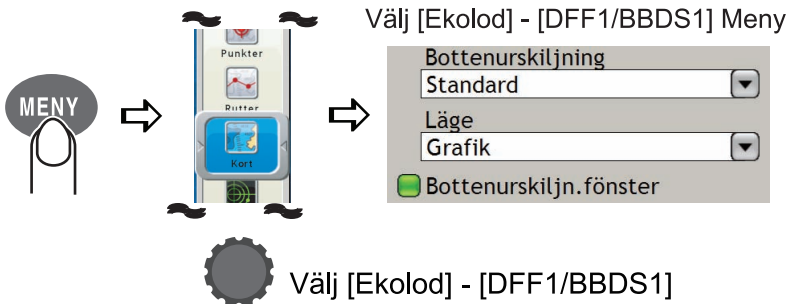 Välj [Ekolod] - [DFF1/BBDS1] Meny
MENY
Punkter
Rutter
Kort
Bottenurskiljning
Standard
Läge
Grafik
Bottenurskiljn.fönster
Välj [Ekolod] - [DFF1/BBDS1]